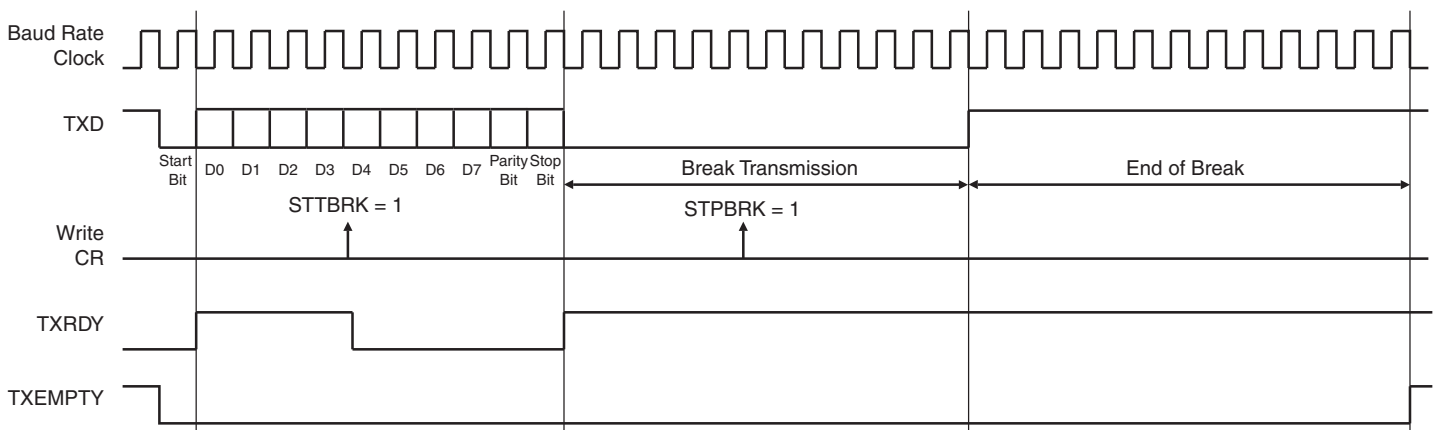 Baud Rate
Clock
TXD
Start
Bit
D0 D1 D2 D3 D4 D5 D6 D7
Parity
Bit
Stop
Bit
Break Transmission
End of Break
STTBRK = 1
STPBRK = 1
Write
CR
TXRDY
TXEMPTY